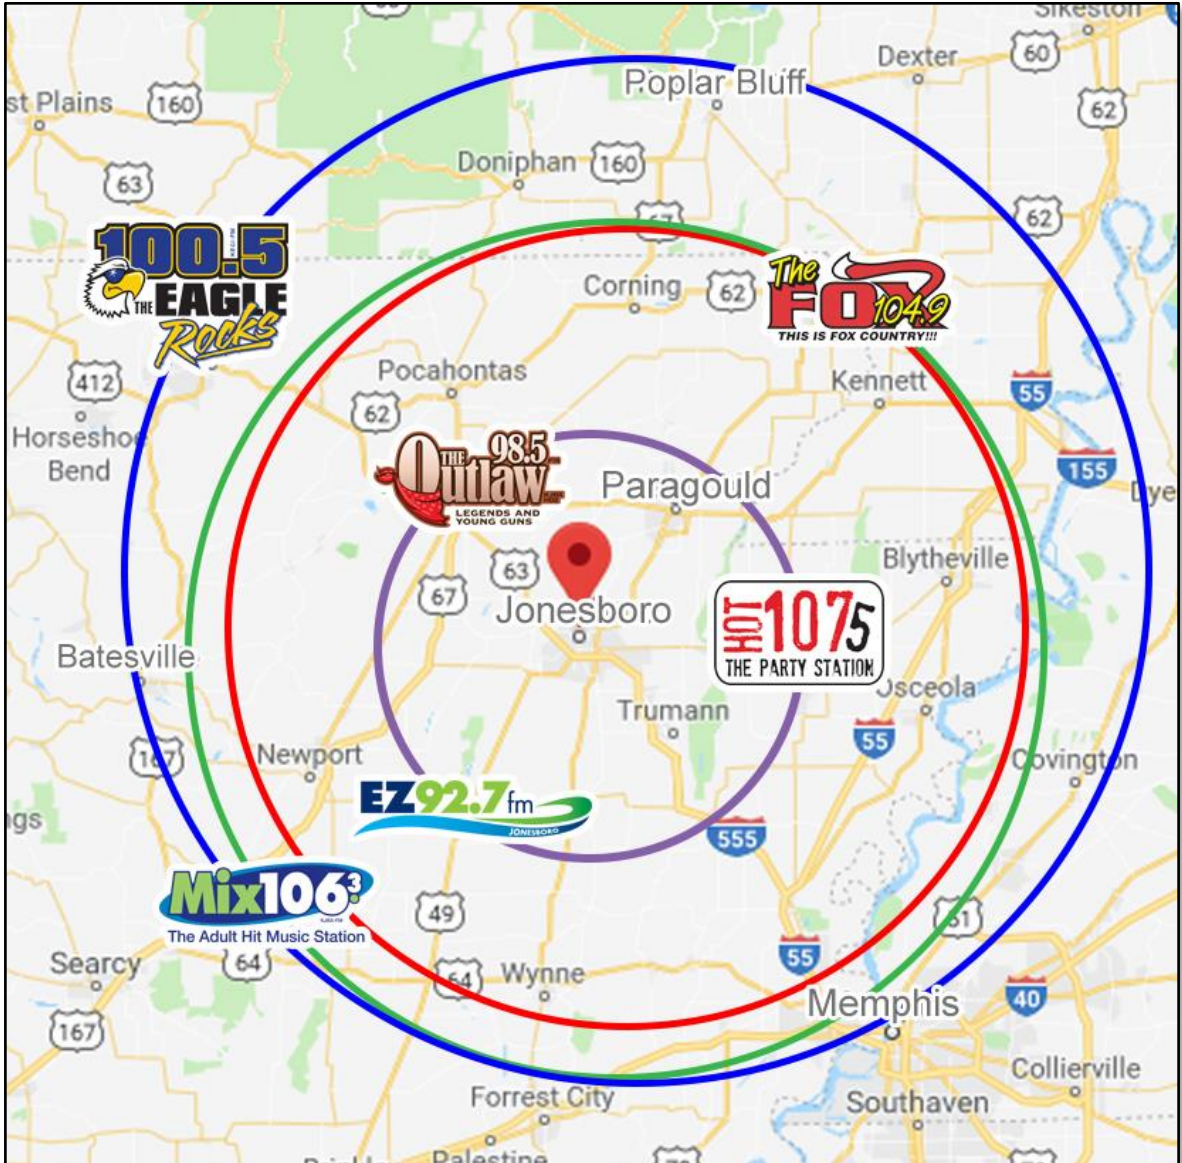 Sikeston
60
Dexter
Poplar Bluff
st Plains
160
62
Doniphan
160
63
62
67
100.5
THE EAGLE
Rocks
The
FOX
104.9
THIS IS FOX COUNTRY!!!
Corning
62
Pocahontas
Kennett
412
55
62
Horseshoe
Bend
THE
98.5
Outlaw
LEGENDS AND
YOUNG GUNS
155
Dye
Paragould
63
Blytheville
67
Jonesboro
HOT
1075
THE PARTY STATION
Batesville
Osceola
Trumann
55
167
Newport
Covington
EZ92.7fm
JONESBORO
ngs
555
Mix106.3
The Adult Hit Music Station
49
61
Searcy
64
64
Wynne
55
40
Memphis
167
Collierville
Forrest City
Southaven
Palestine